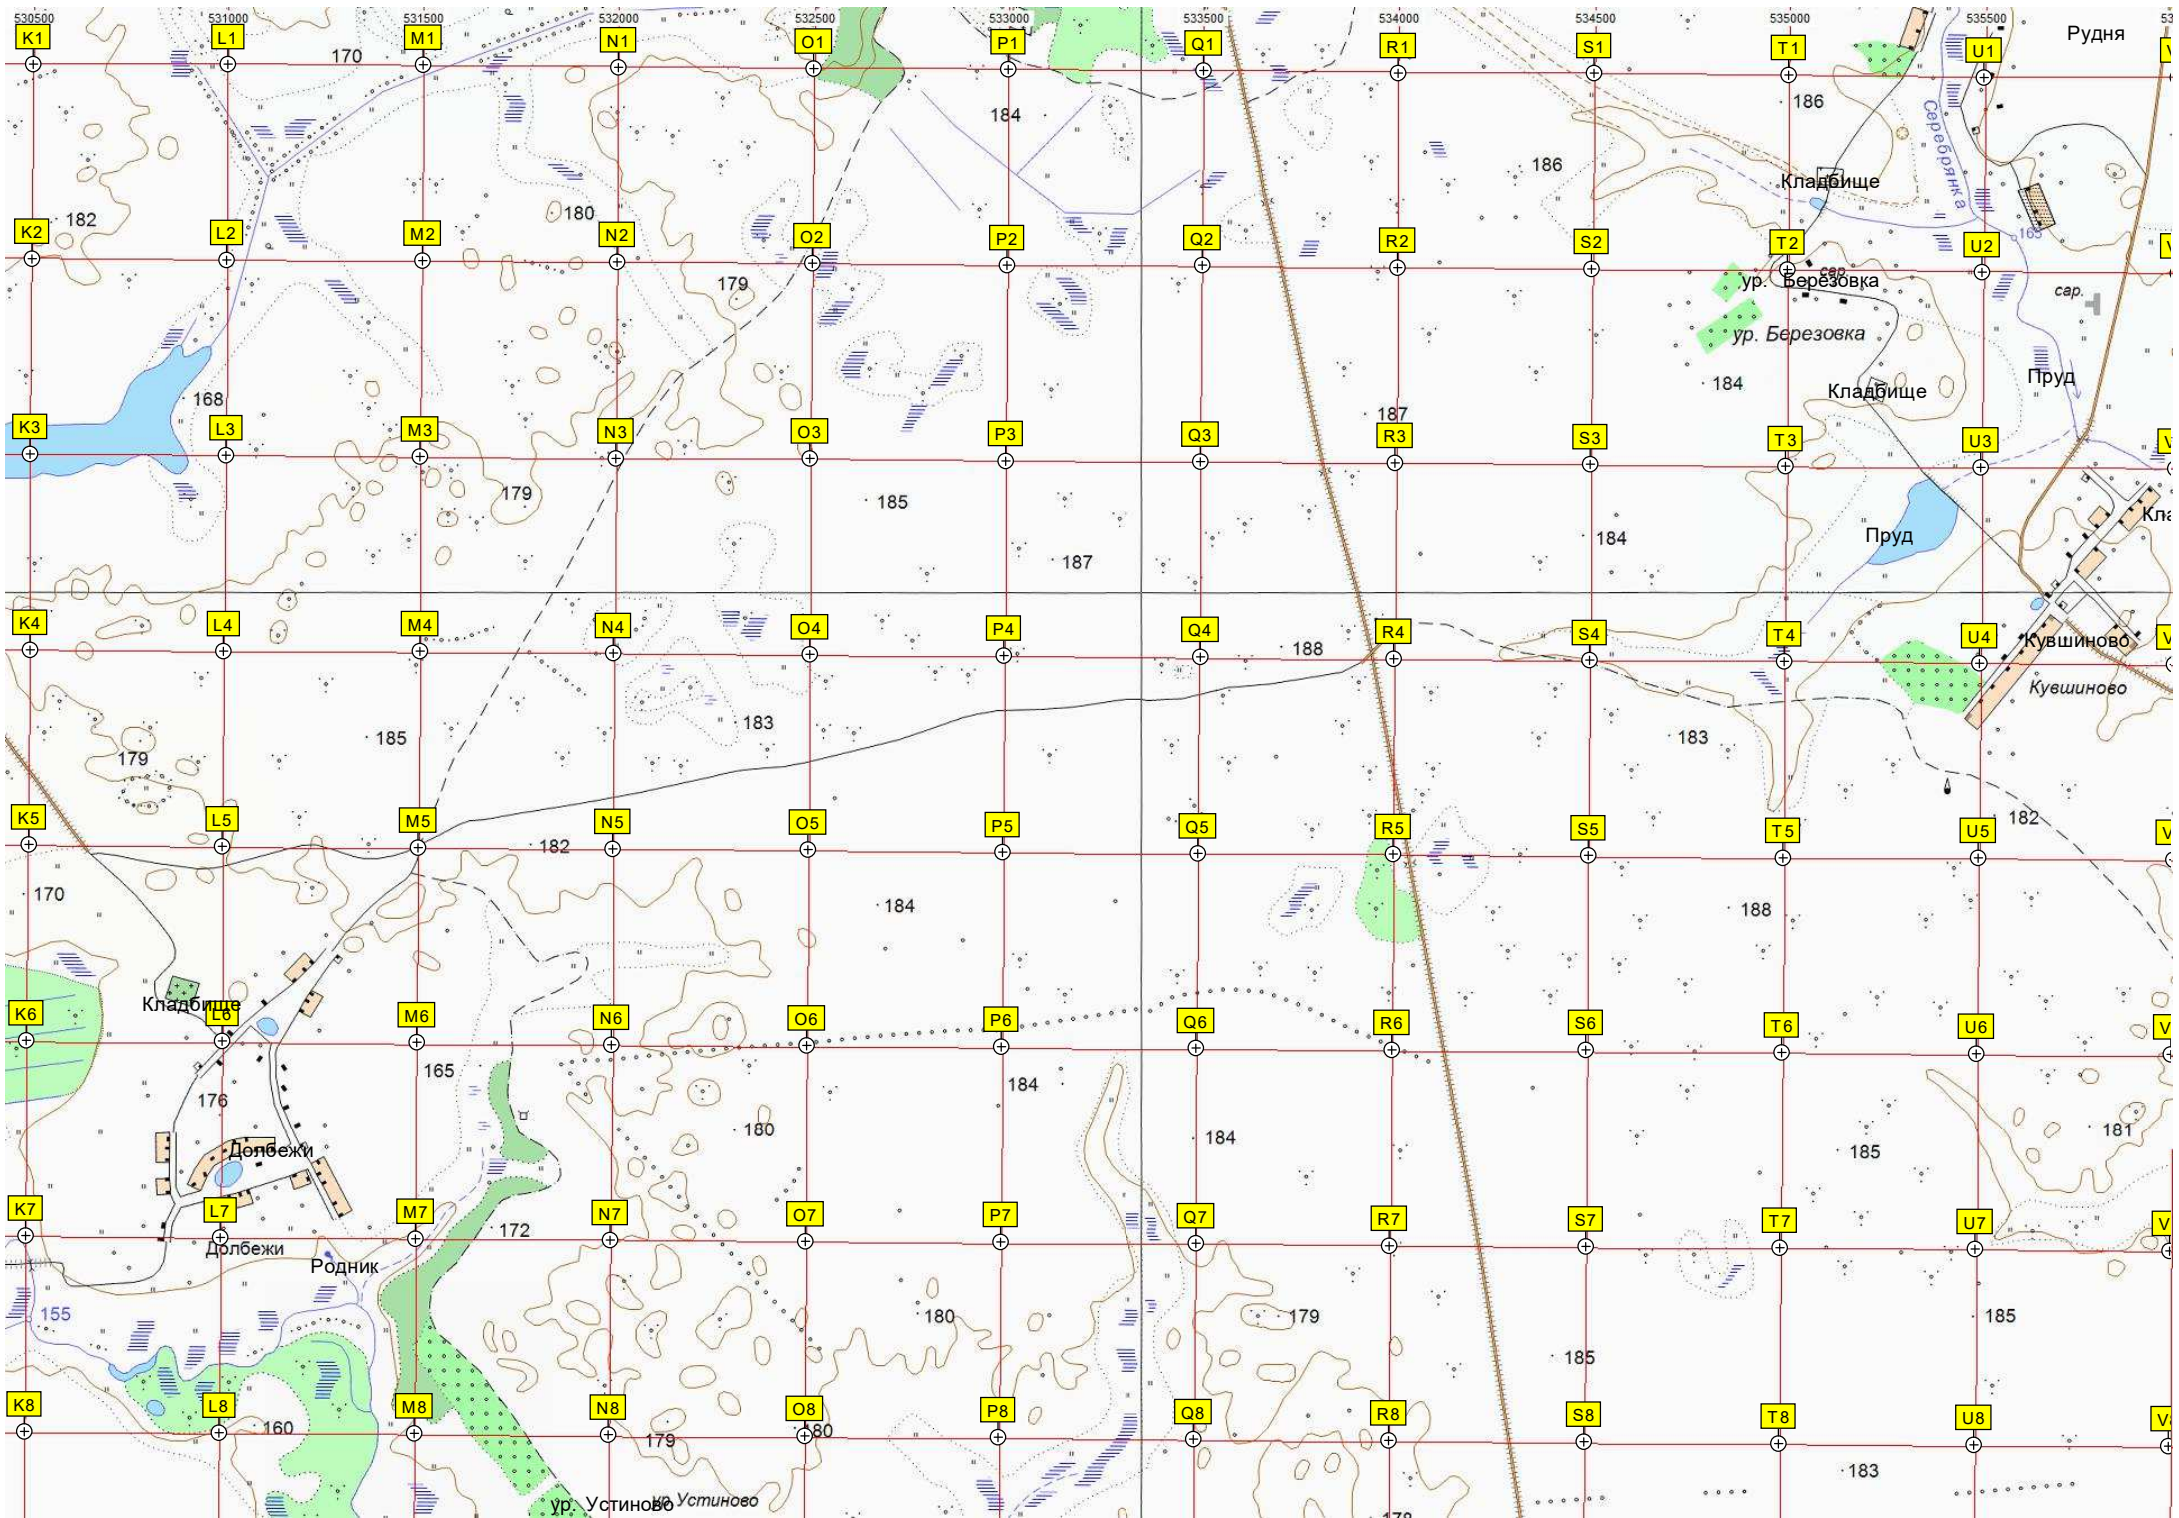 530500 531000 531500 532000 532500 533000 533500 534000 534500 535000 535500
K1 L1 M1 N1 O1 P1 Q1 R1 S1 T1 U1
Рудня
170
184
186
Серебрянка
186
Кладбище
182
180
K2 L2 M2 N2 O2 P2 Q2 R2 S2 T2 U2
165
сар.
ур. Березовка
179
сар.
ур. Березовка
184
Пруд
Кладбище
168
187
K3 L3 M3 N3 O3 P3 Q3 R3 S3 T3 U3
179
185
Пруд
184
187
K4 L4 M4 N4 O4 P4 Q4 R4 S4 T4 U4
188
Кувшиново
Кувшиново
185
183
183
179
182
K5 L5 M5 N5 O5 P5 Q5 R5 S5 T5 U5
182
170
184
188
Кладбище
K6 L6 M6 N6 O6 P6 Q6 R6 S6 T6 U6
165
184
176
180
184
181
Долбежи
185
K7 L7 M7 N7 O7 P7 Q7 R7 S7 T7 U7
172
Долбежи
Родник
155
180
179
185
185
K8 L8 M8 N8 O8 P8 Q8 R8 S8 T8 U8
160
179
180
183
ур. Устиново
ур. Устиново